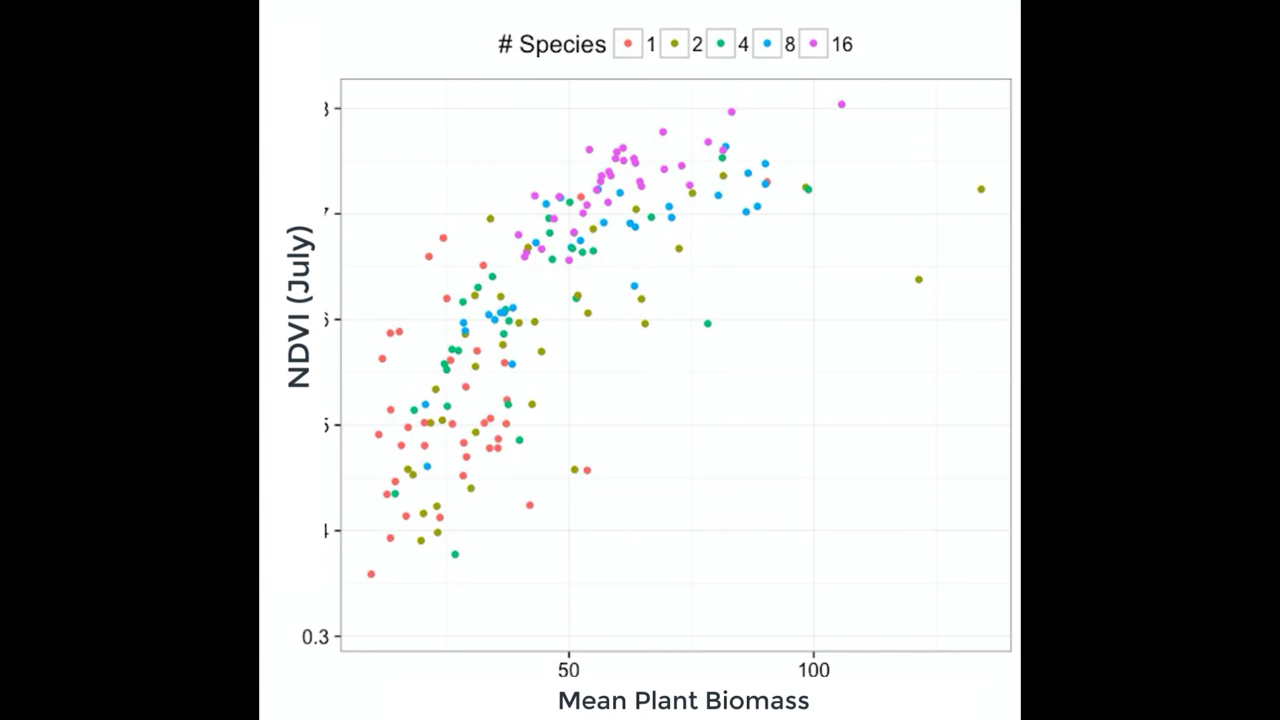 # Species 1 2 4 8 16
NDVI (July)
0.3
50 100
Mean Plant Biomass